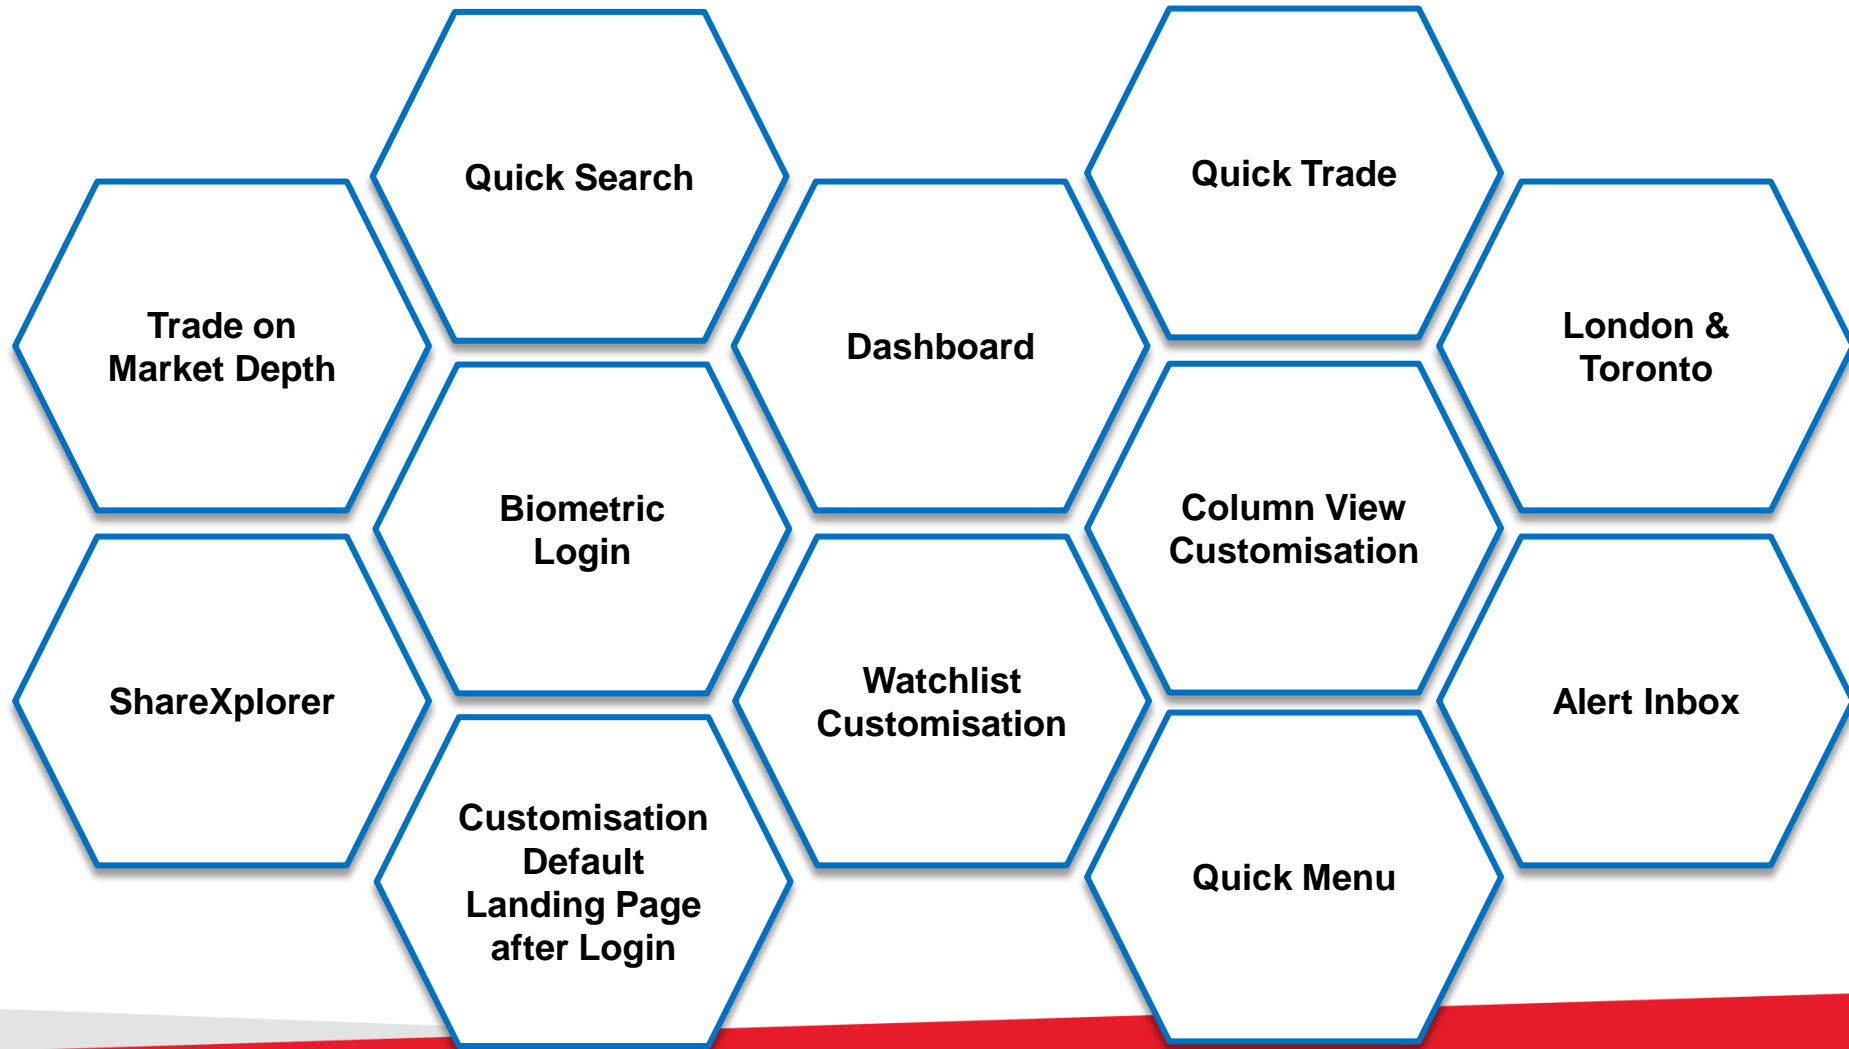 Quick Search
Quick Trade
Trade on
Market Depth
Dashboard
London &
Toronto
Biometric
Login
Column View
Customisation
ShareXplorer
Watchlist
Customisation
Alert Inbox
Customisation
Default
Landing Page
after Login
Quick Menu